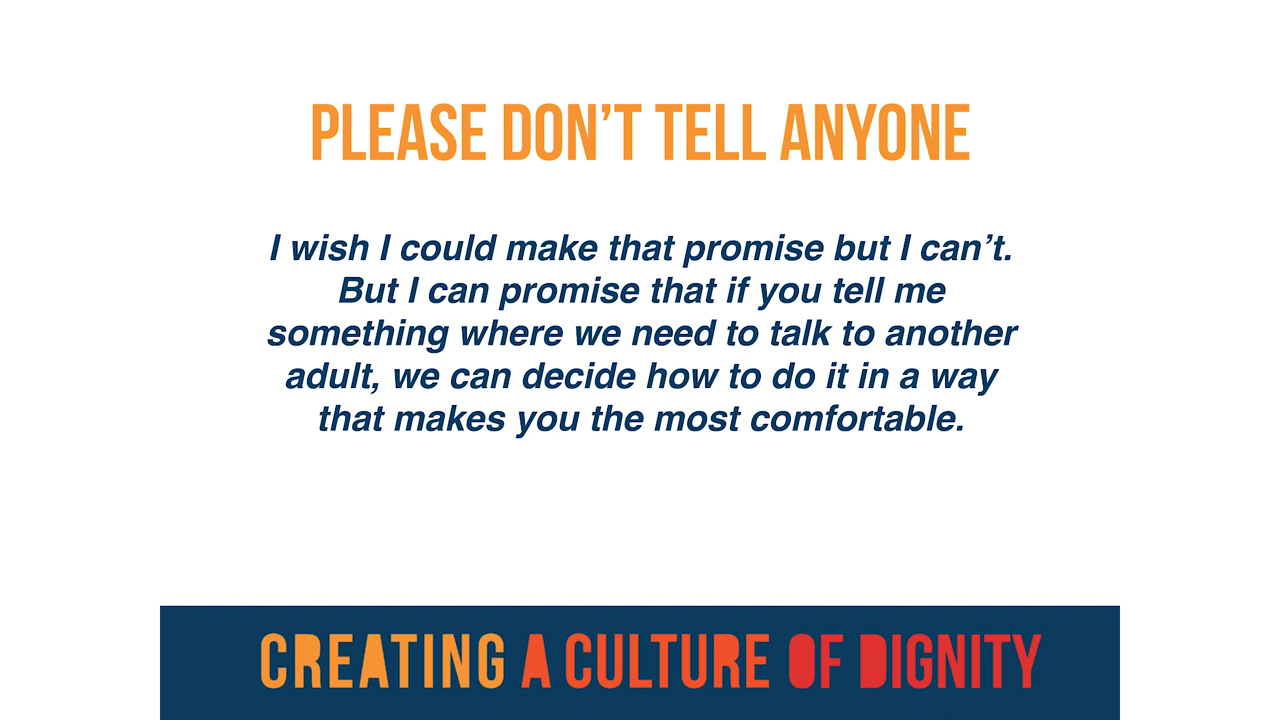 PLEASE DON’T TELL ANYONE
I wish I could make that promise but I can’t.
But I can promise that if you tell me
something where we need to talk to another
adult, we can decide how to do it in a way
that makes you the most comfortable.
CREATING A CULTURE OF DIGNITY